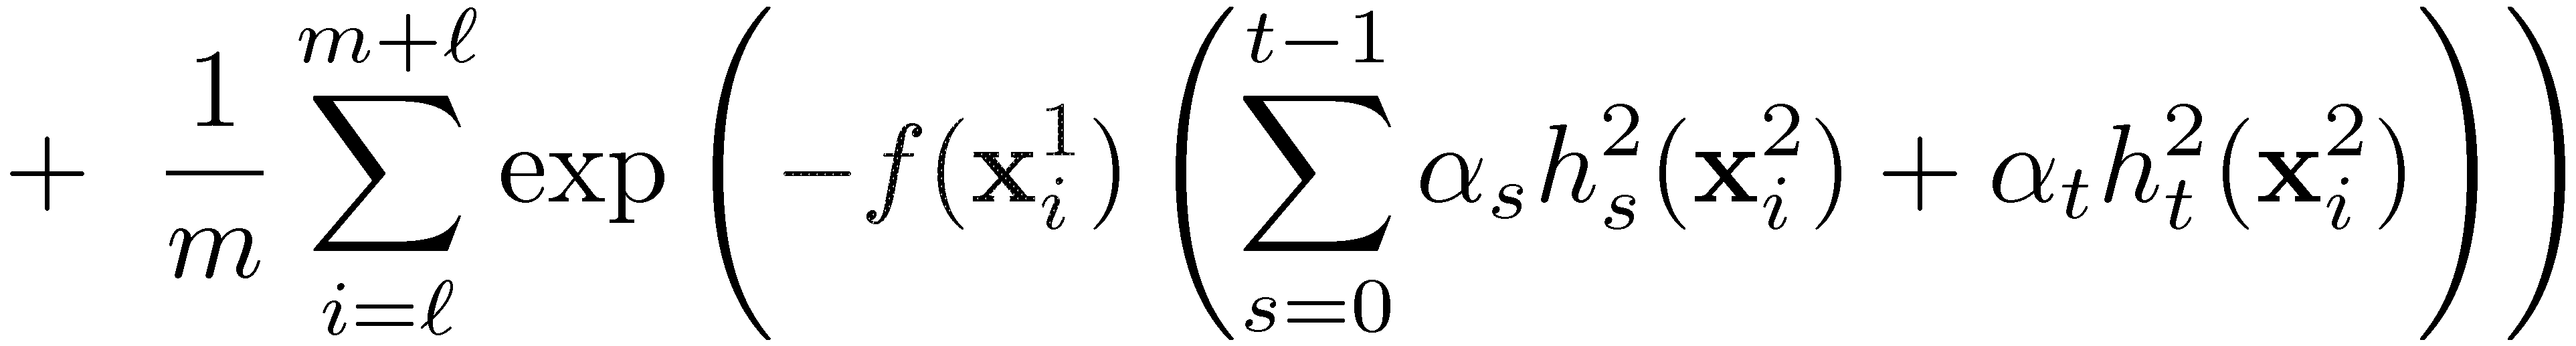 $+ \ \frac{1}{m} \sum_{i=\ell}^{m+\ell} \exp \left( -f(\mathbf{x}_i^1) \left( \sum_{s=0}^{t-1} \alpha_s h_s^2(\mathbf{x}_i^2) + \alpha_t h_t^2(\mathbf{x}_i^2) \right) \right)$